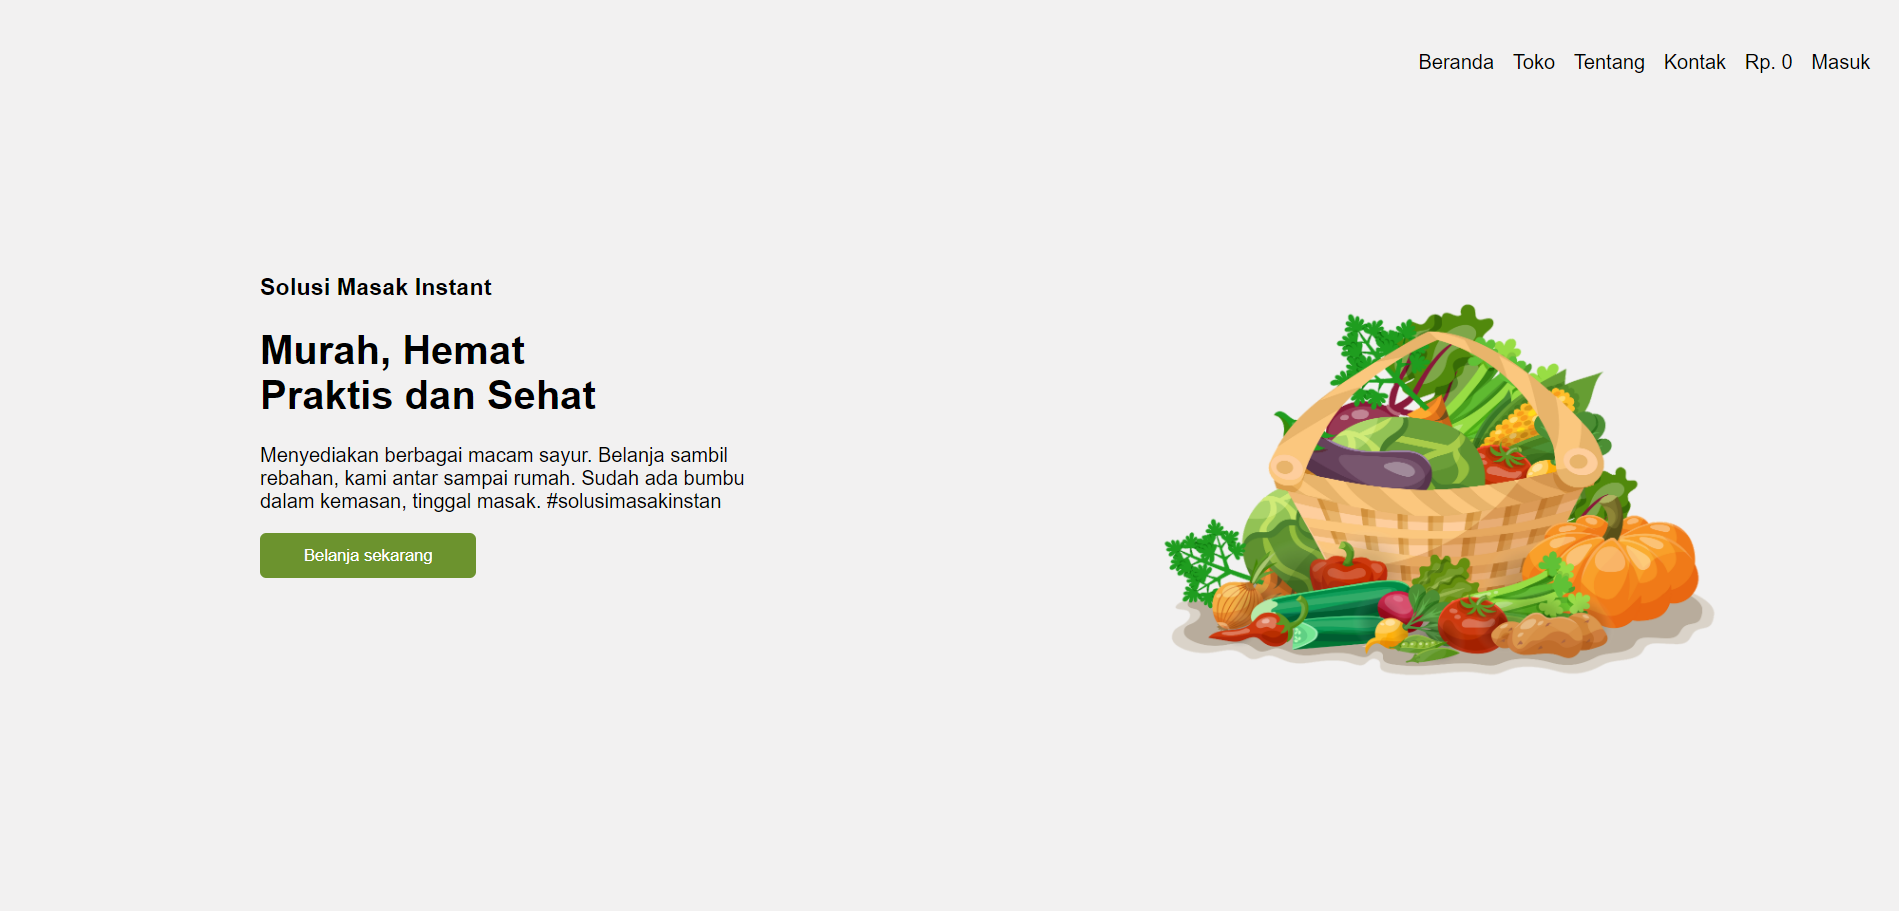 Beranda Toko Tentang Kontak Rp. 0 Masuk
Solusi Masak Instant
Murah, Hemat
Praktis dan Sehat
Menyediakan berbagai macam sayur. Belanja sambil
rebahan, kami antar sampai rumah. Sudah ada bumbu
dalam kemasan, tinggal masak. #solusimasakinstan
Belanja sekarang